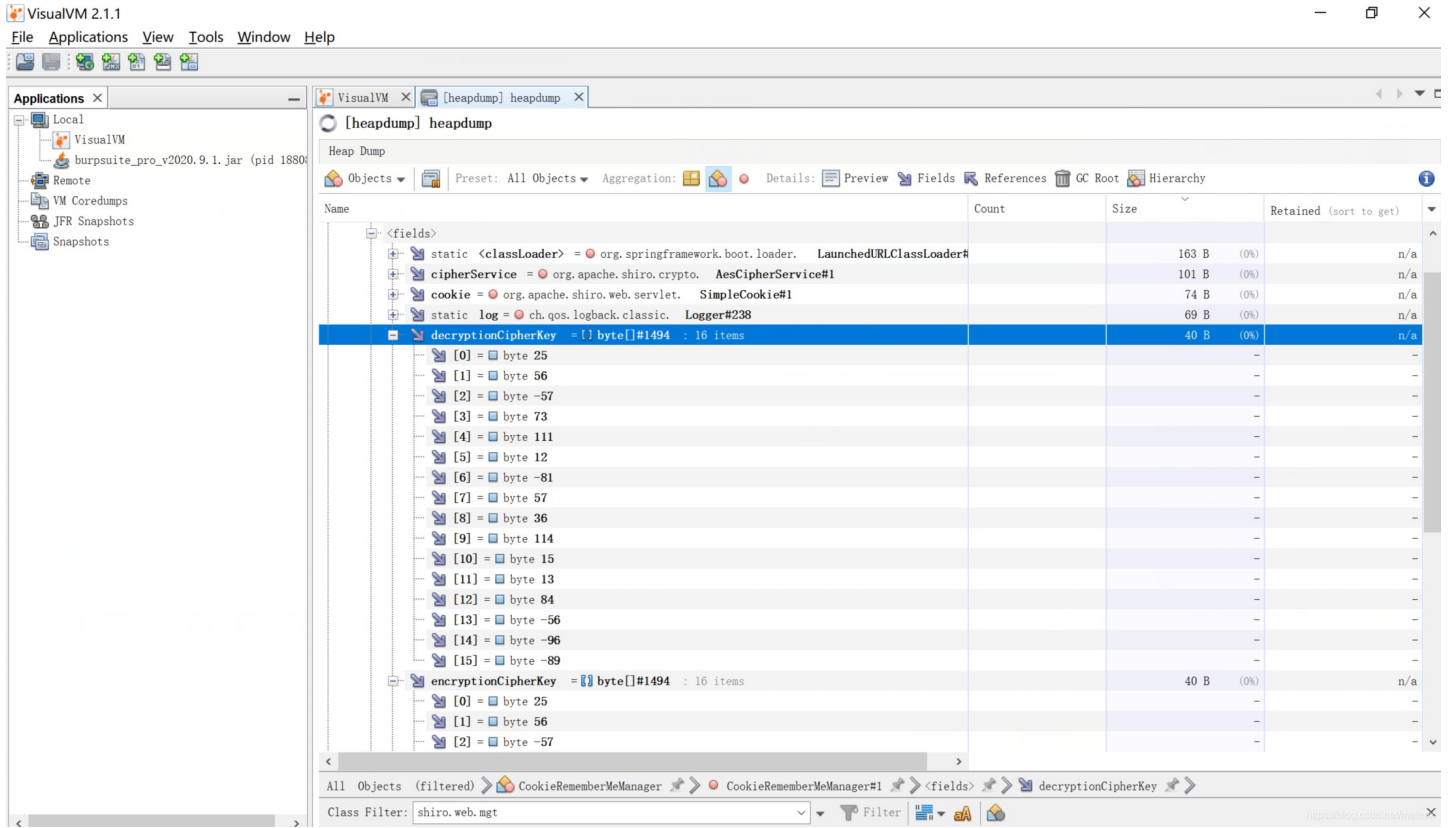 VisualVM 2.1.1
File Applications View Tools Window Help
Applications
Local
VisualVM
burpsuite_pro_v2020.9.1.jar (pid 1880
Remote
VM Coredumps
JFR Snapshots
Snapshots
VisualVM [heapdump] heapdump
[heapdump] heapdump
Heap Dump
Objects Preset: All Objects Aggregation: Details: Preview Fields References GC Root Hierarchy
Name Count Size Retained (sort to get)
<fields>
static <classLoader> = org.springframework.boot.loader. LaunchedURLClassLoader# 163 B (0%) n/a
cipherService = org.apache.shiro.crypto. AesCipherService#1 101 B (0%) n/a
cookie = org.apache.shiro.web.servlet. SimpleCookie#1 74 B (0%) n/a
static log = ch.qos.logback.classic. Logger#238 69 B (0%) n/a
decryptionCipherKey = [] byte[]#1494 : 16 items 40 B (0%) n/a
[0] = byte 25 - -
[1] = byte 56 - -
[2] = byte -57 - -
[3] = byte 73 - -
[4] = byte 111 - -
[5] = byte 12 - -
[6] = byte -81 - -
[7] = byte 57 - -
[8] = byte 36 - -
[9] = byte 114 - -
[10] = byte 15 - -
[11] = byte 13 - -
[12] = byte 84 - -
[13] = byte -56 - -
[14] = byte -96 - -
[15] = byte -89 - -
encryptionCipherKey = [] byte[]#1494 : 16 items 40 B (0%) n/a
[0] = byte 25 - -
[1] = byte 56 - -
[2] = byte -57 - -
All Objects (filtered) CookieRememberMeManager CookieRememberMeManager#1 <fields> decryptionCipherKey
Class Filter: shiro.web.mgt Filter aA